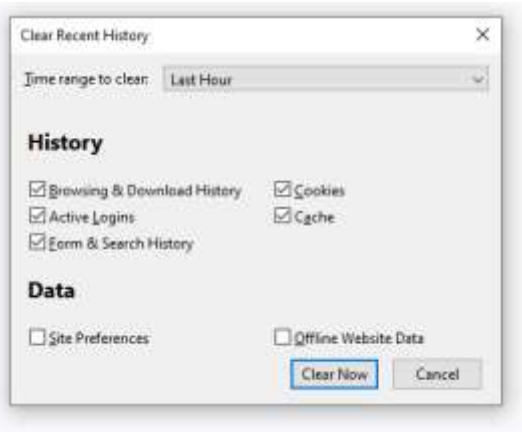 Clear Recent History
Time range to clear: Last Hour
History
Browsing & Download History Cookies
Active Logins Cache
Form & Search History
Data
Site Preferences Offline Website Data
Clear Now Cancel